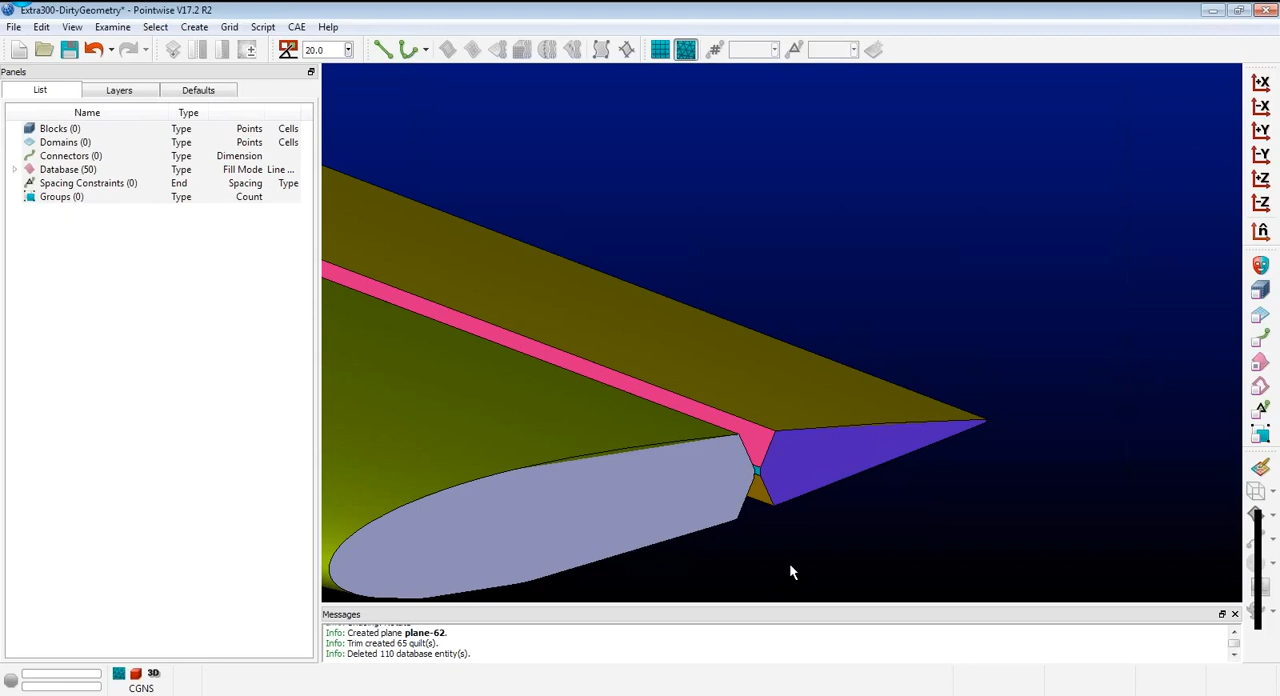 Extra300-DirtyGeometry* - Pointwise V17.2 R2
File Edit View Examine Select Create Grid Script CAE Help
20.0
Panels
List Layers Defaults
Name Type
Blocks (0) Type Points Cells
Domains (0) Type Points Cells
Connectors (0) Type Dimension
Database (50) Type Fill Mode Line ...
Spacing Constraints (0) End Spacing Type
Groups (0) Type Count
+X
-X
+Y
-Y
+Z
-Z
n̂
Messages
Info: Created plane plane-62.
Info: Trim created 65 quilt(s).
Info: Deleted 110 database entity(s).
3D
CGNS